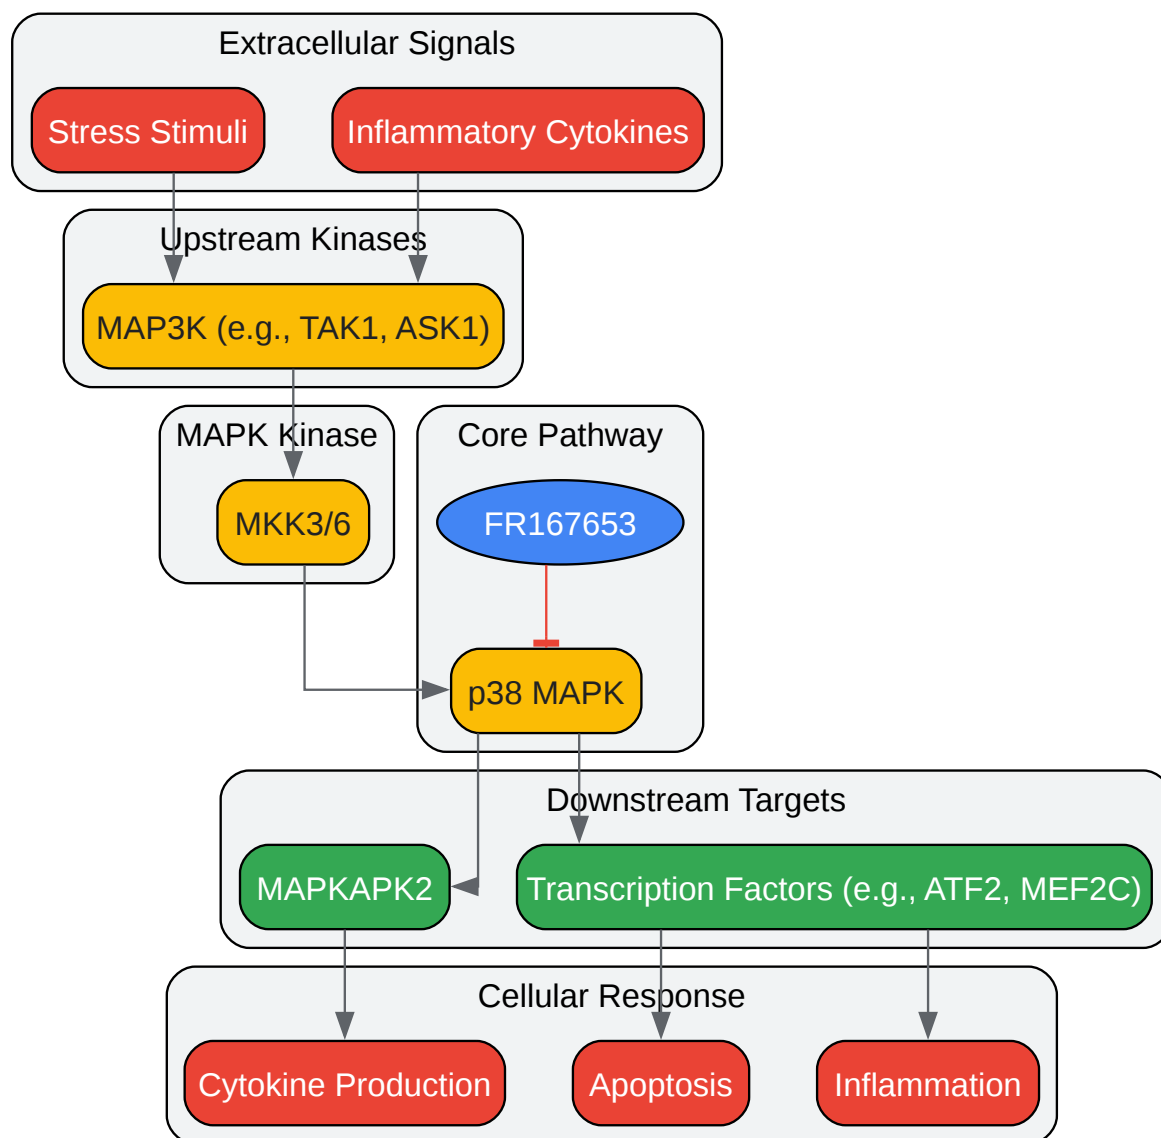 Extracellular Signals
Stress Stimuli
Inflammatory Cytokines
Upstream Kinases
MAP3K (e.g., TAK1, ASK1)
MAPK Kinase
Core Pathway
MKK3/6
FR167653
p38 MAPK
Downstream Targets
MAPKAPK2
Transcription Factors (e.g., ATF2, MEF2C)
Cellular Response
Cytokine Production
Apoptosis
Inflammation